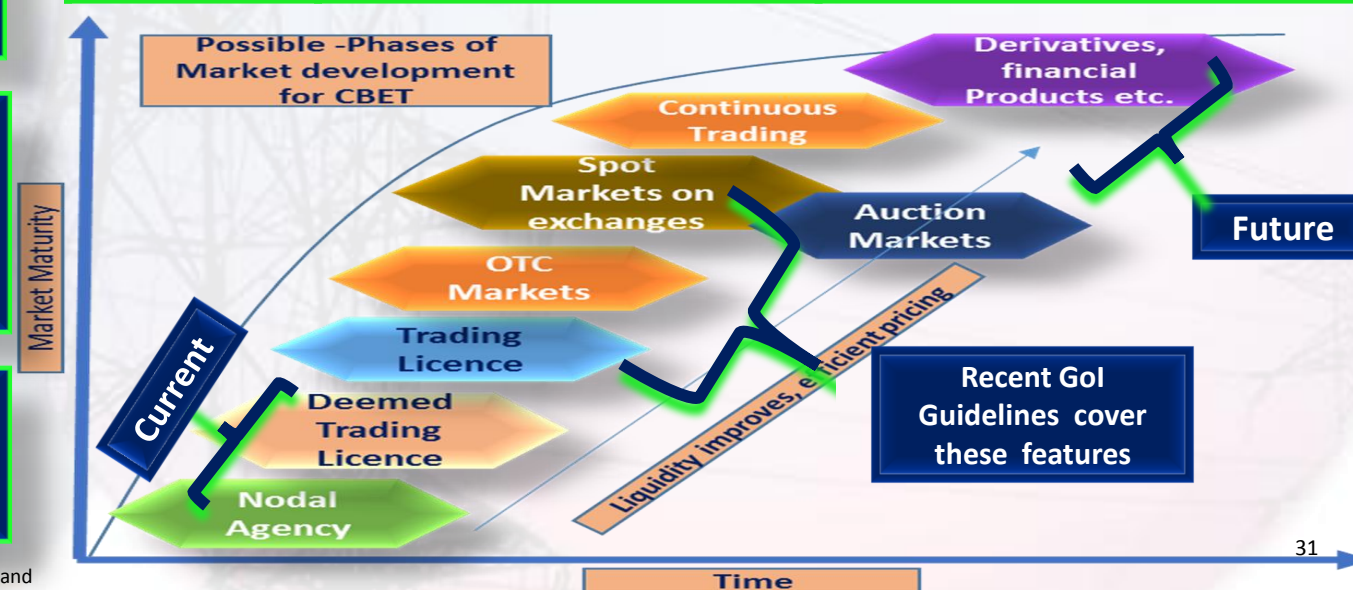 Possible -Phases of
Market development
for CBET
Derivatives,
financial
Products etc.
Continuous
Trading
Spot
Markets on
exchanges
Auction
Markets
Future
OTC
Markets
Market Maturity
Trading
Licence
Liquidity improves, efficient pricing
Recent GoI
Guidelines cover
these features
Current
Deemed
Trading
Licence
Nodal
Agency
31
and
Time